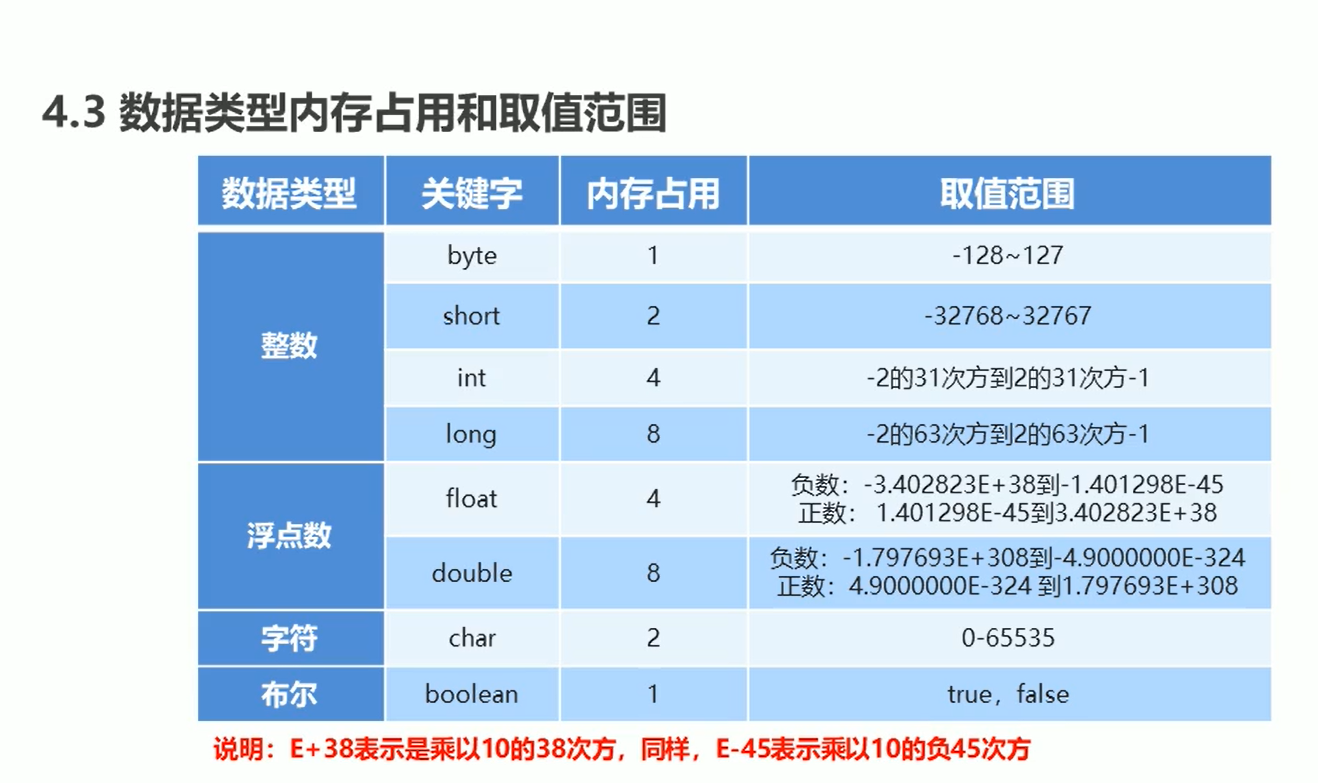 4.3 数据类型内存占用和取值范围
数据类型 关键字 内存占用 取值范围
整数
byte 1 -128~127
short 2 -32768~32767
int 4 -2的31次方到2的31次方-1
long 8 -2的63次方到2的63次方-1
浮点数
float 4 负数：-3.402823E+38到-1.401298E-45
正数： 1.401298E-45到3.402823E+38
double 8 负数：-1.797693E+308到-4.9000000E-324
正数：4.9000000E-324 到1.797693E+308
字符 char 2 0-65535
布尔 boolean 1 true，false
说明：E+38表示是乘以10的38次方，同样，E-45表示乘以10的负45次方